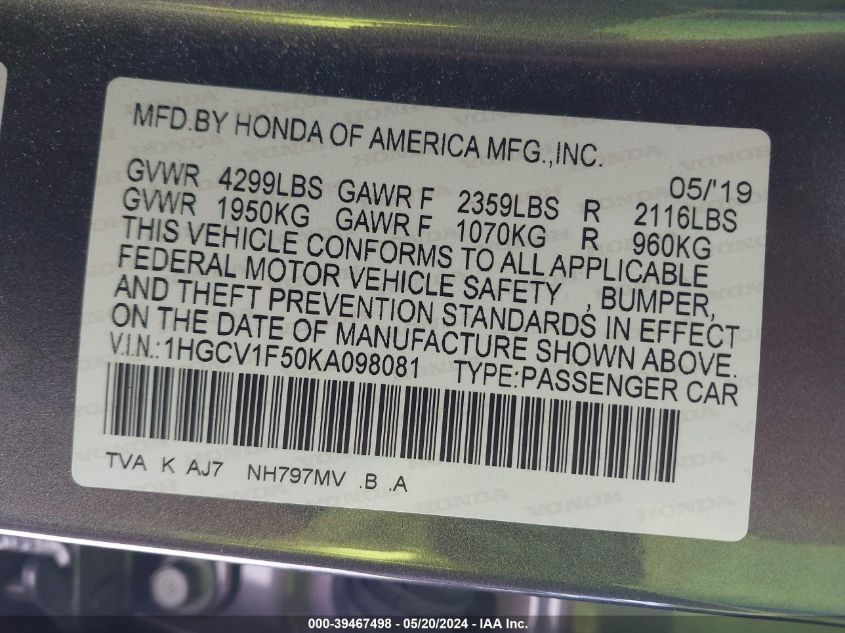 MFD.BY HONDA OF AMERICA MFG.,INC.
05/'19
GVWR 4299LBS GAWR F 2359LBS R 2116LBS
GVWR 1950KG GAWR F 1070KG R 960KG
THIS VEHICLE CONFORMS TO ALL APPLICABLE
FEDERAL MOTOR VEHICLE SAFETY , BUMPER,
AND THEFT PREVENTION STANDARDS IN EFFECT
ON THE DATE OF MANUFACTURE SHOWN ABOVE.
V.I.N.:1HGCV1F50KA098081 TYPE:PASSENGER CAR
TVA K AJ7 NH797MV .B .A
000-39467498 - 05/20/2024 - IAA Inc.